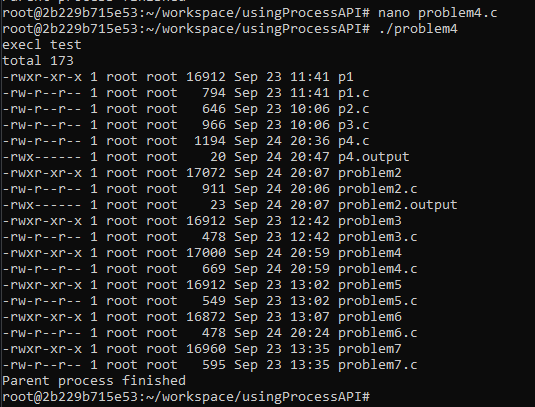 Parent process finished
root@2b229b715e53:~/workspace/usingProcessAPI# nano problem4.c
root@2b229b715e53:~/workspace/usingProcessAPI# ./problem4
execl test
total 173
-rwxr-xr-x 1 root root 16912 Sep 23 11:41 p1
-rw-r--r-- 1 root root   794 Sep 23 11:41 p1.c
-rw-r--r-- 1 root root   646 Sep 23 10:06 p2.c
-rw-r--r-- 1 root root   966 Sep 23 10:06 p3.c
-rw-r--r-- 1 root root  1194 Sep 24 20:36 p4.c
-rwx------ 1 root root    20 Sep 24 20:47 p4.output
-rwxr-xr-x 1 root root 17072 Sep 24 20:07 problem2
-rw-r--r-- 1 root root   911 Sep 24 20:06 problem2.c
-rwx------ 1 root root    23 Sep 24 20:07 problem2.output
-rwxr-xr-x 1 root root 16912 Sep 23 12:42 problem3
-rw-r--r-- 1 root root   478 Sep 23 12:42 problem3.c
-rwxr-xr-x 1 root root 17000 Sep 24 20:59 problem4
-rw-r--r-- 1 root root   669 Sep 24 20:59 problem4.c
-rwxr-xr-x 1 root root 16912 Sep 23 13:02 problem5
-rw-r--r-- 1 root root   549 Sep 23 13:02 problem5.c
-rwxr-xr-x 1 root root 16872 Sep 23 13:07 problem6
-rw-r--r-- 1 root root   478 Sep 24 20:24 problem6.c
-rwxr-xr-x 1 root root 16960 Sep 23 13:35 problem7
-rw-r--r-- 1 root root   595 Sep 23 13:35 problem7.c
Parent process finished
root@2b229b715e53:~/workspace/usingProcessAPI#